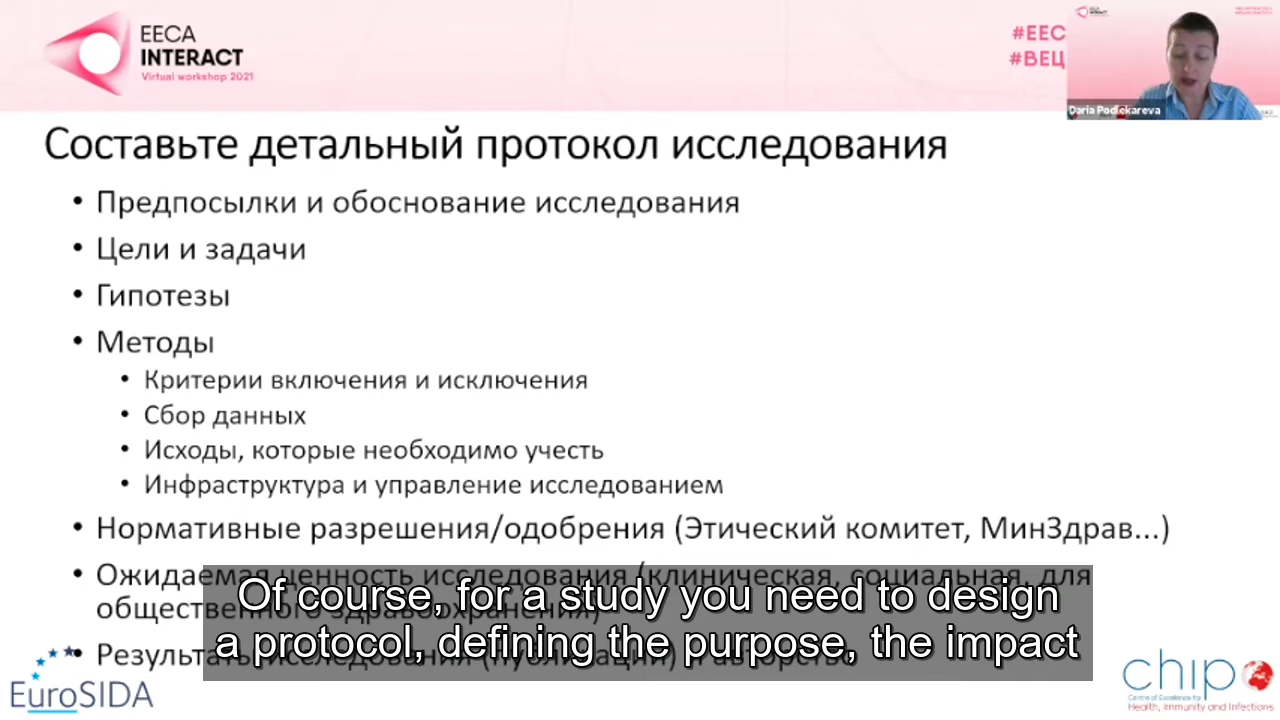 EECA
INTERACT
Virtual workshop 2021
#EEC
#ВЕЦ
Daria Podlekareva
Составьте детальный протокол исследования
• Предпосылки и обоснование исследования
• Цели и задачи
• Гипотезы
• Методы
• Критерии включения и исключения
• Сбор данных
• Исходы, которые необходимо учесть
• Инфраструктура и управление исследованием
• Нормативные разрешения/одобрения (Этический комитет, МинЗдрав...)
• Ожидаемая ценность исследования (клиническая, социальная, для
общественного здравоохранения)
• Результаты исследования (публикации) и авторство
Of course, for a study you need to design
a protocol, defining the purpose, the impact
EuroSIDA
chip
Centre of Excellence for
Health, Immunity and Infections